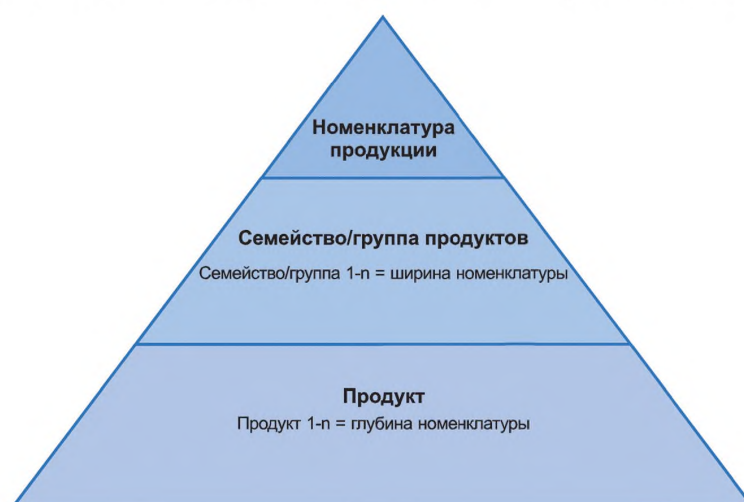 Номенклатура
продукции
Семейство/группа продуктов
Семейство/группа 1-n = ширина номенклатуры
Продукт
Продукт 1-n = глубина номенклатуры